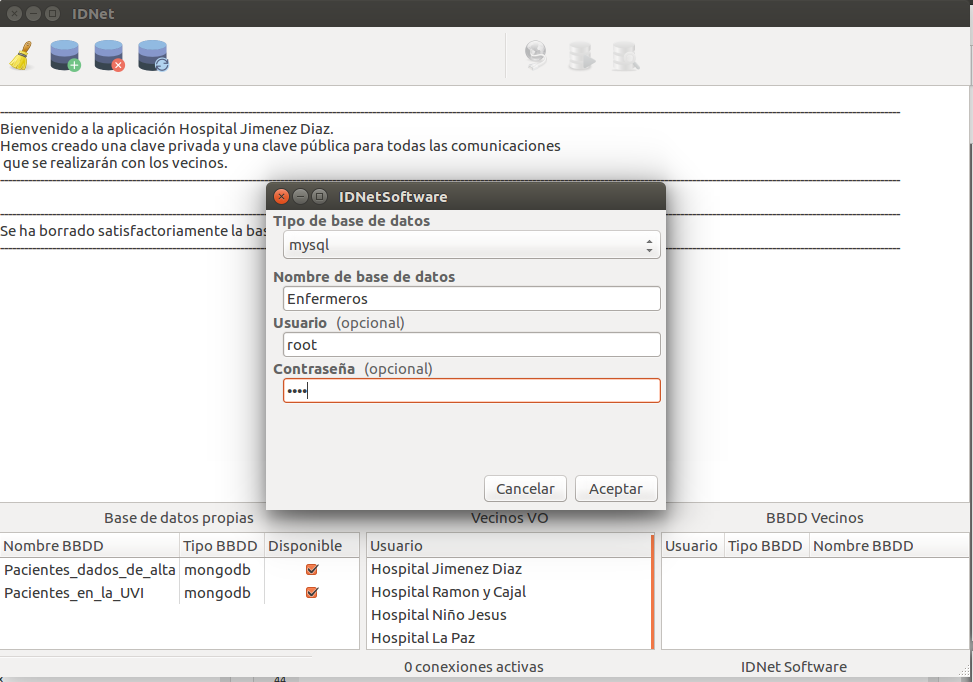 IDNet
Bienvenido a la aplicación Hospital Jimenez Diaz.
Hemos creado una clave privada y una clave pública para todas las comunicaciones
que se realizarán con los vecinos.
Se ha borrado satisfactoriamente la bas
IDNetSoftware
TIpo de base de datos
mysql
Nombre de base de datos
Enfermeros
Usuario (opcional)
root
Contraseña (opcional)
••••
Cancelar Aceptar
Base de datos propias Vecinos VO BBDD Vecinos
Nombre BBDD Tipo BBDD Disponible Usuario Usuario Tipo BBDD Nombre BBDD
Pacientes_dados_de_alta mongodb Hospital Jimenez Diaz
Pacientes_en_la_UVI mongodb Hospital Ramon y Cajal
Hospital Niño Jesus
Hospital La Paz
0 conexiones activas IDNet Software
44